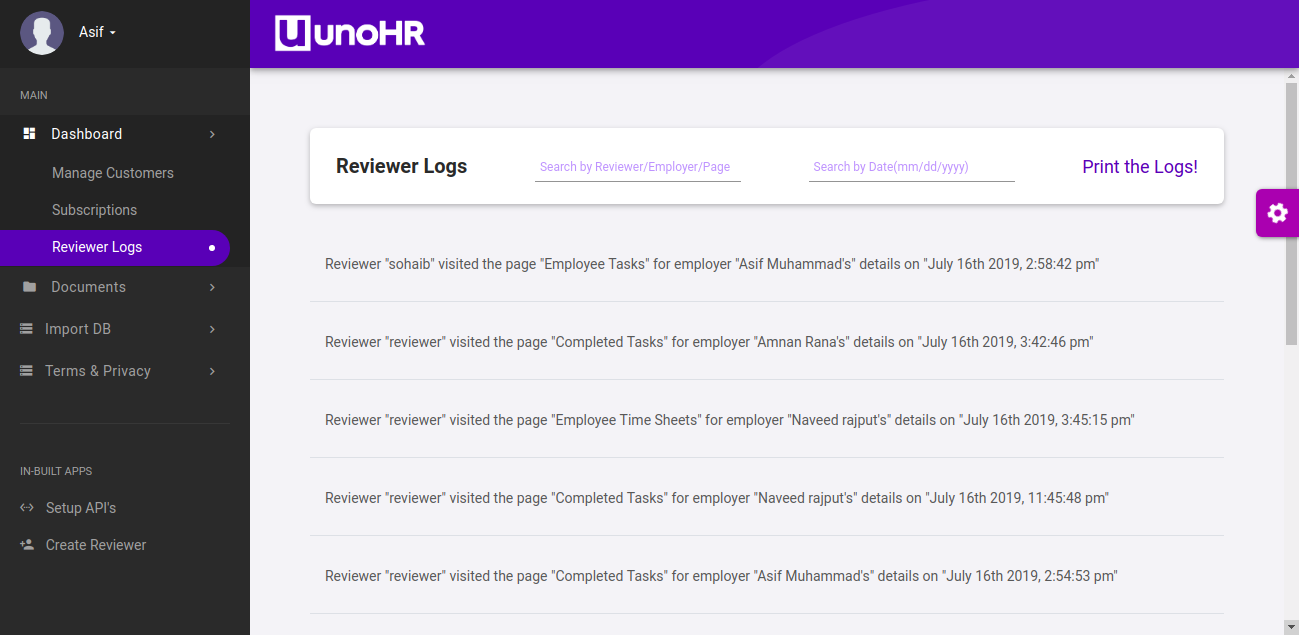 Asif
UunoHR
MAIN
Dashboard
Manage Customers
Subscriptions
Reviewer Logs
Documents
Import DB
Terms & Privacy
IN-BUILT APPS
Setup API's
Create Reviewer
Reviewer Logs
Search by Reviewer/Employer/Page
Search by Date(mm/dd/yyyy)
Print the Logs!
Reviewer "sohaib" visited the page "Employee Tasks" for employer "Asif Muhammad's" details on "July 16th 2019, 2:58:42 pm"
Reviewer "reviewer" visited the page "Completed Tasks" for employer "Amnan Rana's" details on "July 16th 2019, 3:42:46 pm"
Reviewer "reviewer" visited the page "Employee Time Sheets" for employer "Naveed rajput's" details on "July 16th 2019, 3:45:15 pm"
Reviewer "reviewer" visited the page "Completed Tasks" for employer "Naveed rajput's" details on "July 16th 2019, 11:45:48 pm"
Reviewer "reviewer" visited the page "Completed Tasks" for employer "Asif Muhammad's" details on "July 16th 2019, 2:54:53 pm"